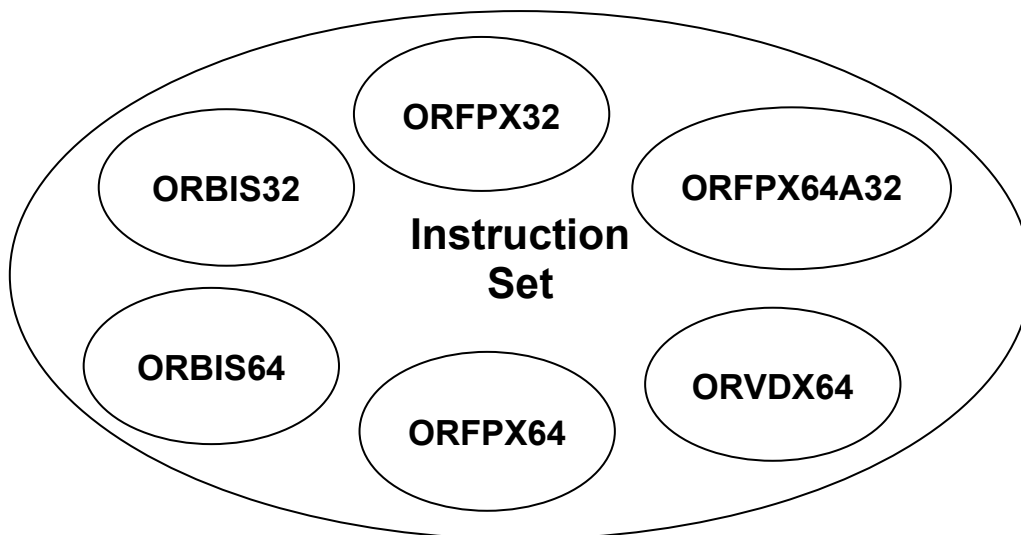 ORFPX32
ORBIS32
ORFPX64A32
Instruction
Set
ORBIS64
ORVDX64
ORFPX64